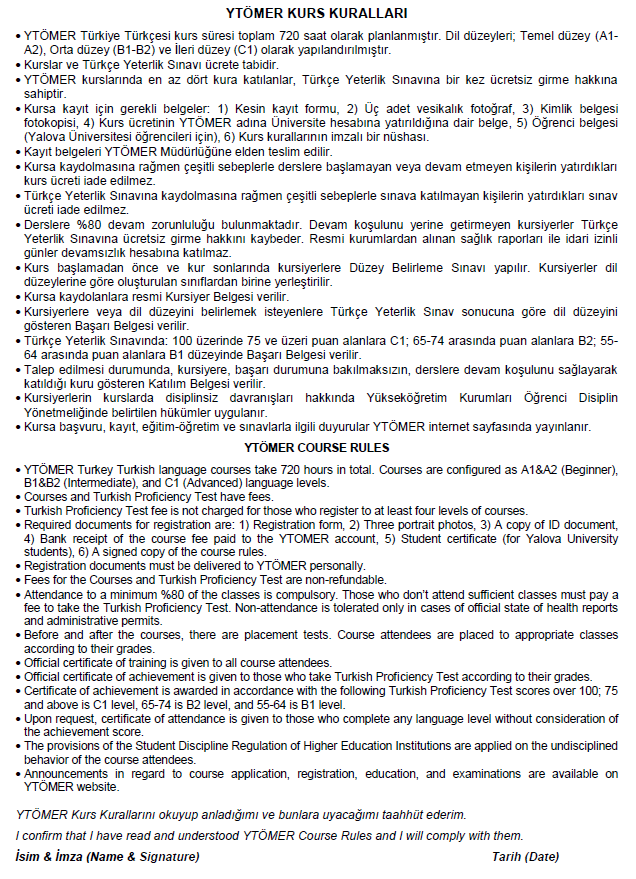 YTÖMER KURS KURALLARI
• YTÖMER Türkiye Türkçesi kurs süresi toplam 720 saat olarak planlanmıştır. Dil düzeyleri; Temel düzey (A1-
A2), Orta düzey (B1-B2) ve İleri düzey (C1) olarak yapılandırılmıştır.
• Kurslar ve Türkçe Yeterlik Sınavı ücrete tabidir.
• YTÖMER kurslarında en az dört kura katılanlar, Türkçe Yeterlik Sınavına bir kez ücretsiz girme hakkına
sahiptir.
• Kursa kayıt için gerekli belgeler: 1) Kesin kayıt formu, 2) Üç adet vesikalık fotoğraf, 3) Kimlik belgesi
fotokopisi, 4) Kurs ücretinin YTÖMER adına Üniversite hesabına yatırıldığına dair belge, 5) Öğrenci belgesi
(Yalova Üniversitesi öğrencileri için), 6) Kurs kurallarının imzalı bir nüshası.
• Kayıt belgeleri YTÖMER Müdürlüğüne elden teslim edilir.
• Kursa kaydolmasına rağmen çeşitli sebeplerle derslere başlamayan veya devam etmeyen kişilerin yatırdıkları
kurs ücreti iade edilmez.
• Türkçe Yeterlik Sınavına kaydolmasına rağmen çeşitli sebeplerle sınava katılmayan kişilerin yatırdıkları sınav
ücreti iade edilmez.
• Derslere %80 devam zorunluluğu bulunmaktadır. Devam koşulunu yerine getirmeyen kursiyerler Türkçe
Yeterlik Sınavına ücretsiz girme hakkını kaybeder. Resmi kurumlardan alınan sağlık raporları ile idari izinli
günler devamsızlık hesabına katılmaz.
• Kurs başlamadan önce ve kur sonlarında kursiyerlere Düzey Belirleme Sınavı yapılır. Kursiyerler dil
düzeylerine göre oluşturulan sınıflardan birine yerleştirilir.
• Kursa kaydolanlara resmi Kursiyer Belgesi verilir.
• Kursiyerlere veya dil düzeyini belirlemek isteyenlere Türkçe Yeterlik Sınav sonucuna göre dil düzeyini
gösteren Başarı Belgesi verilir.
• Türkçe Yeterlik Sınavında: 100 üzerinde 75 ve üzeri puan alanlara C1; 65-74 arasında puan alanlara B2; 55-
64 arasında puan alanlara B1 düzeyinde Başarı Belgesi verilir.
• Talep edilmesi durumunda, kursiyere, başarı durumuna bakılmaksızın, derslere devam koşulunu sağlayarak
katıldığı kuru gösteren Katılım Belgesi verilir.
• Kursiyerlerin kurslarda disiplinsiz davranışları hakkında Yükseköğretim Kurumları Öğrenci Disiplin
Yönetmeliğinde belirtilen hükümler uygulanır.
• Kursa başvuru, kayıt, eğitim-öğretim ve sınavlarla ilgili duyurular YTÖMER internet sayfasında yayınlanır.
YTÖMER COURSE RULES
• YTÖMER Turkey Turkish language courses take 720 hours in total. Courses are configured as A1&A2 (Beginner),
B1&B2 (Intermediate), and C1 (Advanced) language levels.
• Courses and Turkish Proficiency Test have fees.
• Turkish Proficiency Test fee is not charged for those who register to at least four levels of courses.
• Required documents for registration are: 1) Registration form, 2) Three portrait photos, 3) A copy of ID document,
4) Bank receipt of the course fee paid to the YTOMER account, 5) Student certificate (for Yalova University
students), 6) A signed copy of the course rules.
• Registration documents must be delivered to YTÖMER personally.
• Fees for the Courses and Turkish Proficiency Test are non-refundable.
• Attendance to a minimum %80 of the classes is compulsory. Those who don't attend sufficient classes must pay a
fee to take the Turkish Proficiency Test. Non-attendance is tolerated only in cases of official state of health reports
and administrative permits.
• Before and after the courses, there are placement tests. Course attendees are placed to appropriate classes
according to their grades.
• Official certificate of training is given to all course attendees.
• Official certificate of achievement is given to those who take Turkish Proficiency Test according to their grades.
• Certificate of achievement is awarded in accordance with the following Turkish Proficiency Test scores over 100; 75
and above is C1 level, 65-74 is B2 level, and 55-64 is B1 level.
• Upon request, certificate of attendance is given to those who complete any language level without consideration of
the achievement score.
• The provisions of the Student Discipline Regulation of Higher Education Institutions are applied on the undisciplined
behavior of the course attendees.
• Announcements in regard to course application, registration, education, and examinations are available on
YTÖMER website.
YTÖMER Kurs Kurallarını okuyup anladığımı ve bunlara uyacağımı taahhüt ederim.
I confirm that I have read and understood YTÖMER Course Rules and I will comply with them.
İsim & İmza (Name & Signature) Tarih (Date)